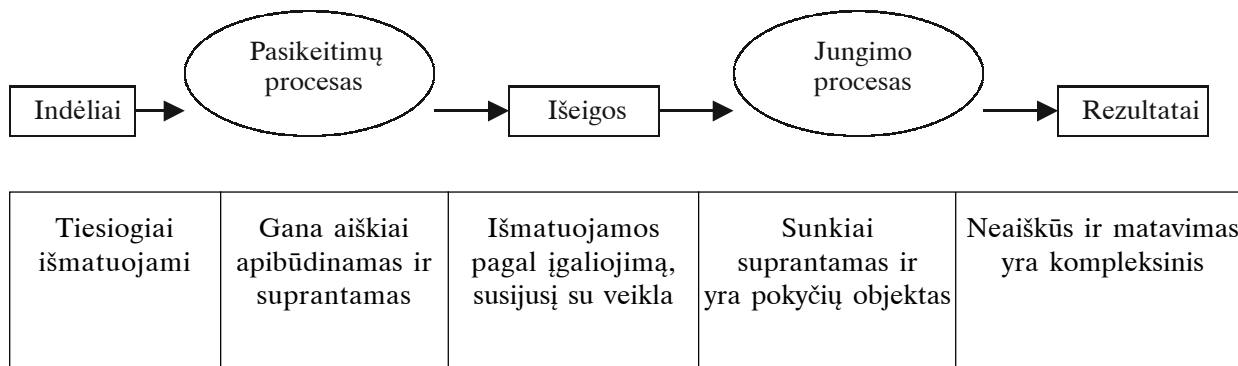 Pasikeitimų
procesas
Jungimo
procesas
Indėliai
Išeigos
Rezultatai
Tiesiogiai
išmatuojami
Gana aiškiai
apibūdinamas ir
suprantamas
Išmatuojamos
pagal įgaliojimą,
susijusį su veikla
Sunkiai
suprantamas ir
yra pokyčių objektas
Neaiškūs ir matavimas
yra kompleksinis